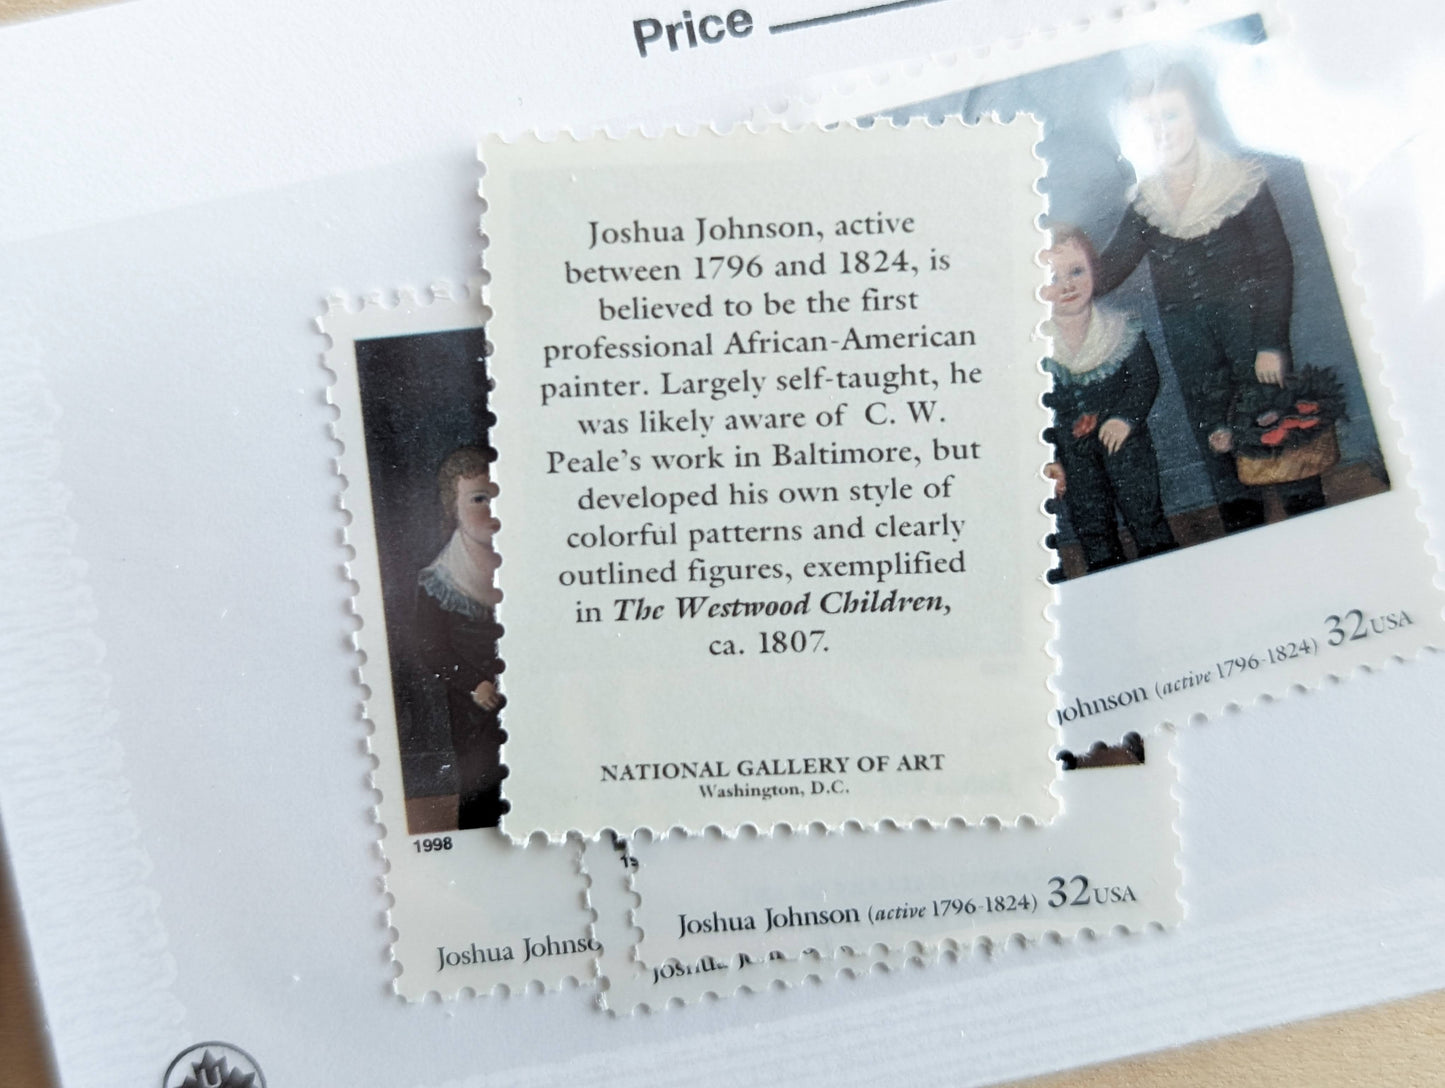 Price
Joshua Johnson, active
between 1796 and 1824, is
believed to be the first
professional African-American
painter. Largely self-taught, he
was likely aware of C. W.
Peale's work in Baltimore, but
developed his own style of
colorful patterns and clearly
outlined figures, exemplified
in The Westwood Children,
ca. 1807.
NATIONAL GALLERY OF ART
Washington, D.C.
Johnson (active 1796-1824) 32USA
1998
Joshua Johnso
Joshua Johnson (active 1796-1824) 32USA
U